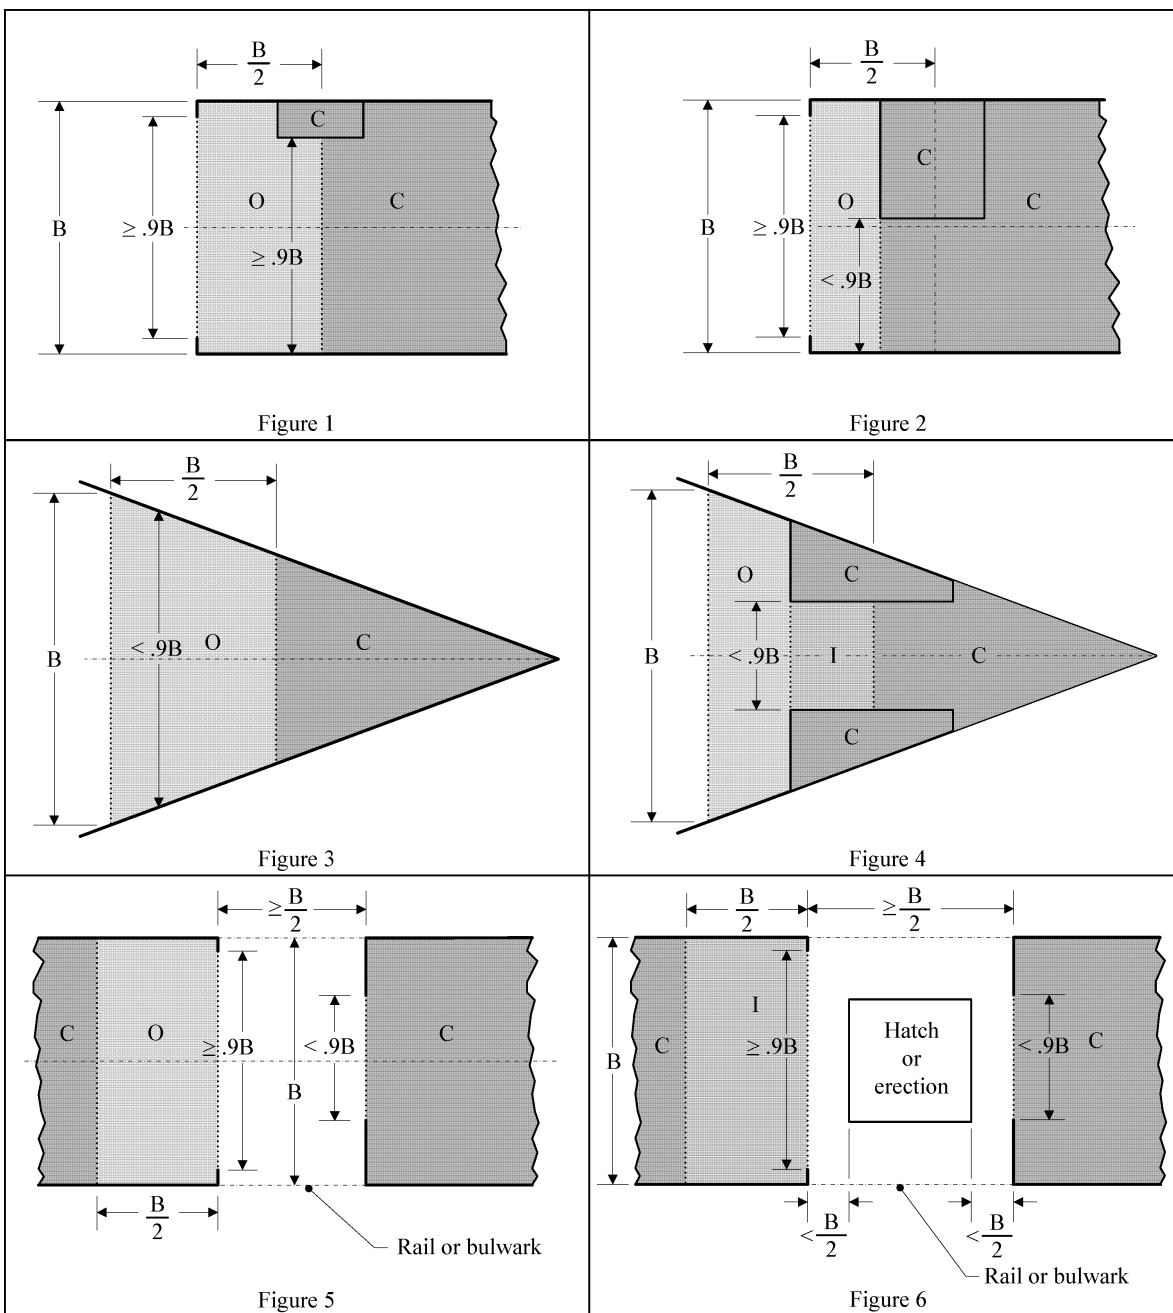 B
2
C
O
C
B
≥ .9B
≥ .9B
Figure 1
B
2
C
O
C
B
≥ .9B
< .9B
Figure 2
B
2
B
< .9B
O
C
Figure 3
B
2
O
C
B
< .9B
I
C
C
Figure 4
≥ B
2
C
O
≥ .9B
< .9B
C
B
B
2
Rail or bulwark
Figure 5
B
2
≥ B
2
I
C
≥ .9B
B
Hatch
or
erection
< .9B
C
< B
2
< B
2
Rail or bulwark
Figure 6